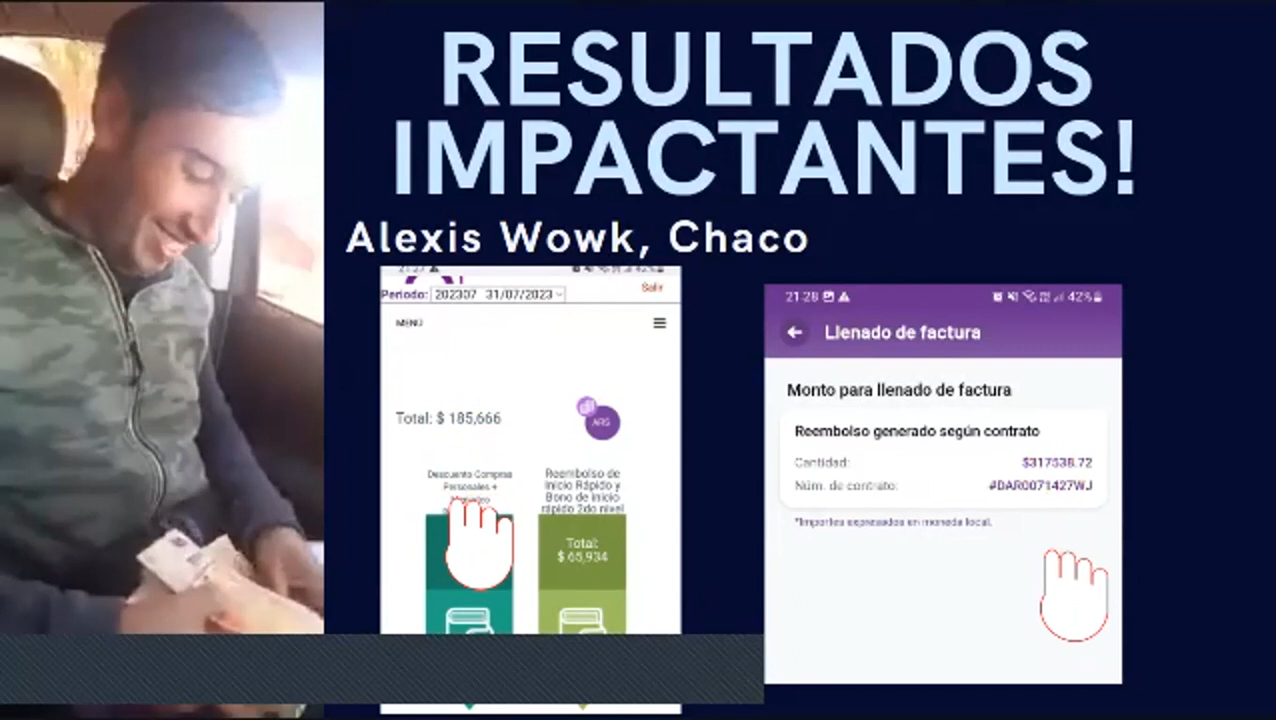 RESULTADOS
IMPACTANTES!
Alexis Wowk, Chaco
Periodo: 202307 31/07/2023
Salir
MENÚ
Total: $ 185,666
ARS
Descuento Compras
Personales +
Reembolso de
Inicio Rápido y
Bono de inicio
rápido 2do nivel
Total:
$ 65,934
21:28
42%
Llenado de factura
Monto para llenado de factura
Reembolso generado según contrato
Cantidad: $317538.72
Núm. de contrato: #DAR0071427WJ
*Importes expresados en moneda local.